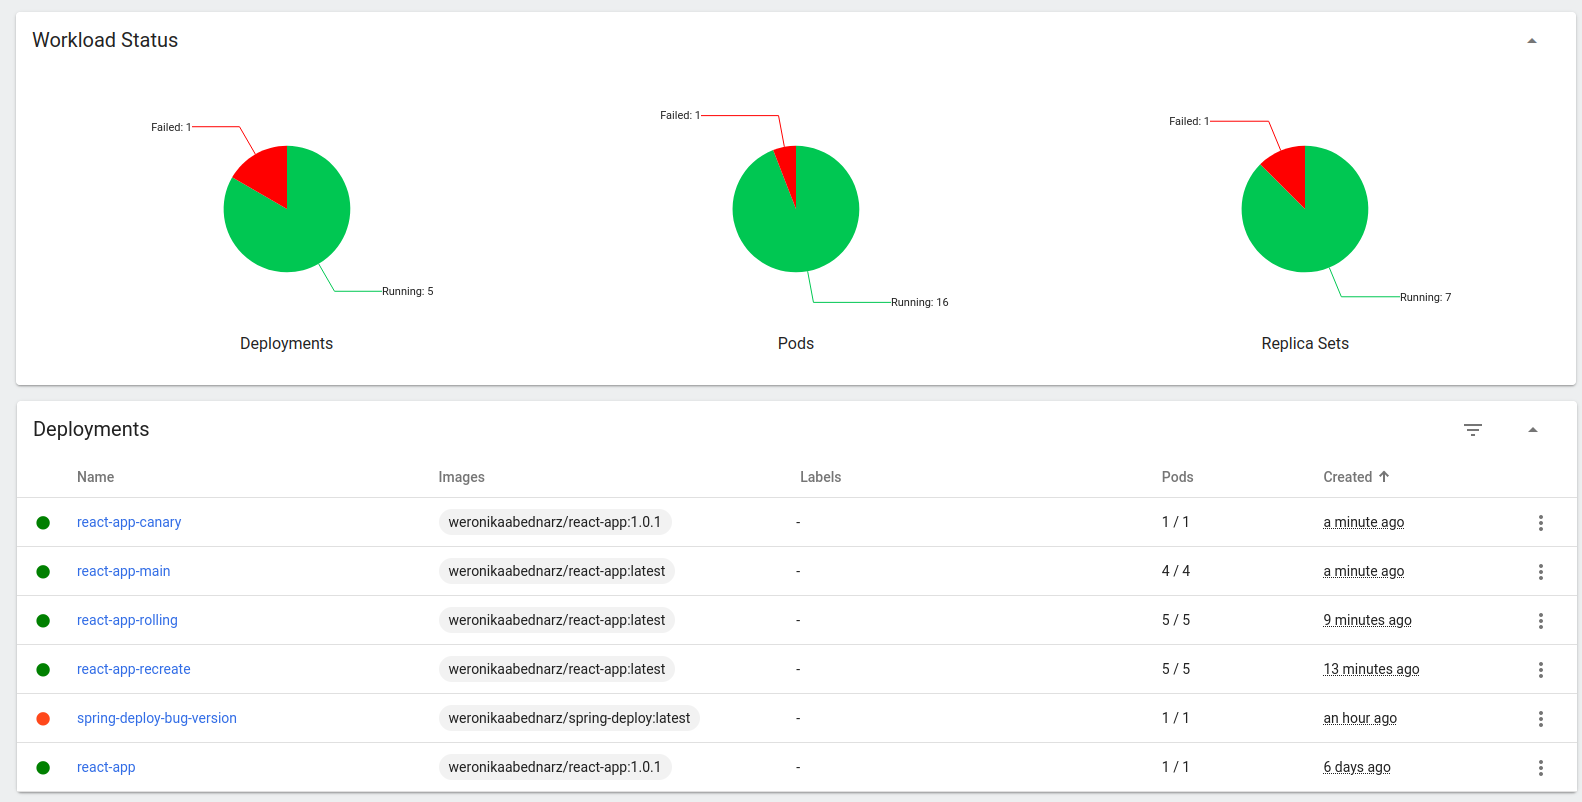 Workload Status
Failed: 1
Running: 5
Deployments
Failed: 1
Running: 16
Pods
Failed: 1
Running: 7
Replica Sets
Deployments
Name Images Labels Pods Created
react-app-canary weronikaabednarz/react-app:1.0.1 - 1 / 1 a minute ago
react-app-main weronikaabednarz/react-app:latest - 4 / 4 a minute ago
react-app-rolling weronikaabednarz/react-app:latest - 5 / 5 9 minutes ago
react-app-recreate weronikaabednarz/react-app:latest - 5 / 5 13 minutes ago
spring-deploy-bug-version weronikaabednarz/spring-deploy:latest - 1 / 1 an hour ago
react-app weronikaabednarz/react-app:1.0.1 - 1 / 1 6 days ago